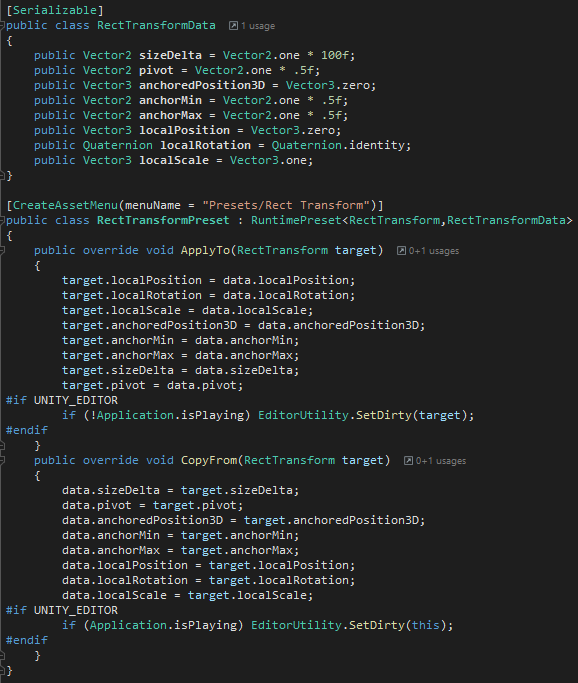 [Serializable]
public class RectTransformData 1 usage
{
    public Vector2 sizeDelta = Vector2.one * 100f;
    public Vector2 pivot = Vector2.one * .5f;
    public Vector3 anchoredPosition3D = Vector3.zero;
    public Vector2 anchorMin = Vector2.one * .5f;
    public Vector2 anchorMax = Vector2.one * .5f;
    public Vector3 localPosition = Vector3.zero;
    public Quaternion localRotation = Quaternion.identity;
    public Vector3 localScale = Vector3.one;
}
[CreateAssetMenu(menuName = "Presets/Rect Transform")]
public class RectTransformPreset : RuntimePreset<RectTransform,RectTransformData>
{
    public override void ApplyTo(RectTransform target) 0+1 usages
    {
        target.localPosition = data.localPosition;
        target.localRotation = data.localRotation;
        target.localScale = data.localScale;
        target.anchoredPosition3D = data.anchoredPosition3D;
        target.anchorMin = data.anchorMin;
        target.anchorMax = data.anchorMax;
        target.sizeDelta = data.sizeDelta;
        target.pivot = data.pivot;
#if UNITY_EDITOR
        if (!Application.isPlaying) EditorUtility.SetDirty(target);
#endif
    }
    public override void CopyFrom(RectTransform target) 0+1 usages
    {
        data.sizeDelta = target.sizeDelta;
        data.pivot = target.pivot;
        data.anchoredPosition3D = target.anchoredPosition3D;
        data.anchorMin = target.anchorMin;
        data.anchorMax = target.anchorMax;
        data.localPosition = target.localPosition;
        data.localRotation = target.localRotation;
        data.localScale = target.localScale;
#if UNITY_EDITOR
        if (Application.isPlaying) EditorUtility.SetDirty(this);
#endif
    }
}